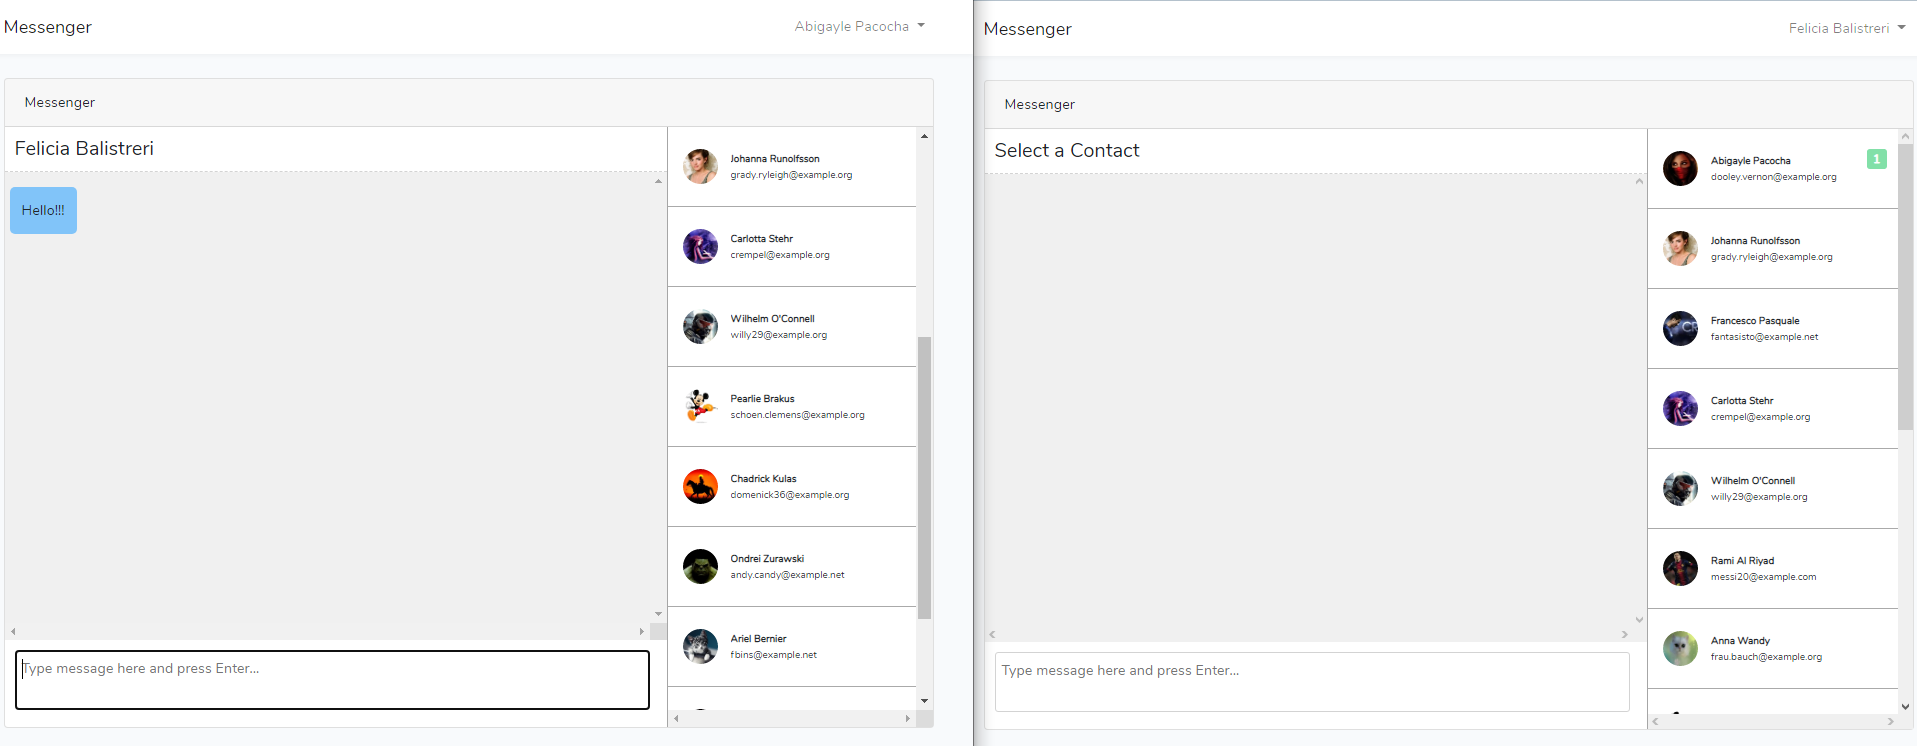 Messenger
Abigayle Pacocha
Messenger
Felicia Balistreri
Hello!!!
Type message here and press Enter...
Johanna Runolfsson
grady.ryleigh@example.org
Carlotta Stehr
crempel@example.org
Wilhelm O'Connell
willy29@example.org
Pearlie Brakus
schoen.clemens@example.org
Chadrick Kulas
domenick36@example.org
Ondrei Zurawski
andy.candy@example.net
Ariel Bernier
fbins@example.net
Messenger
Felicia Balistreri
Messenger
Select a Contact
Type message here and press Enter...
Abigayle Pacocha
1
dooley.vernon@example.org
Johanna Runolfsson
grady.ryleigh@example.org
Francesco Pasquale
fantasisto@example.net
Carlotta Stehr
crempel@example.org
Wilhelm O'Connell
willy29@example.org
Rami Al Riyad
messi20@example.com
Anna Wandy
frau.bauch@example.org